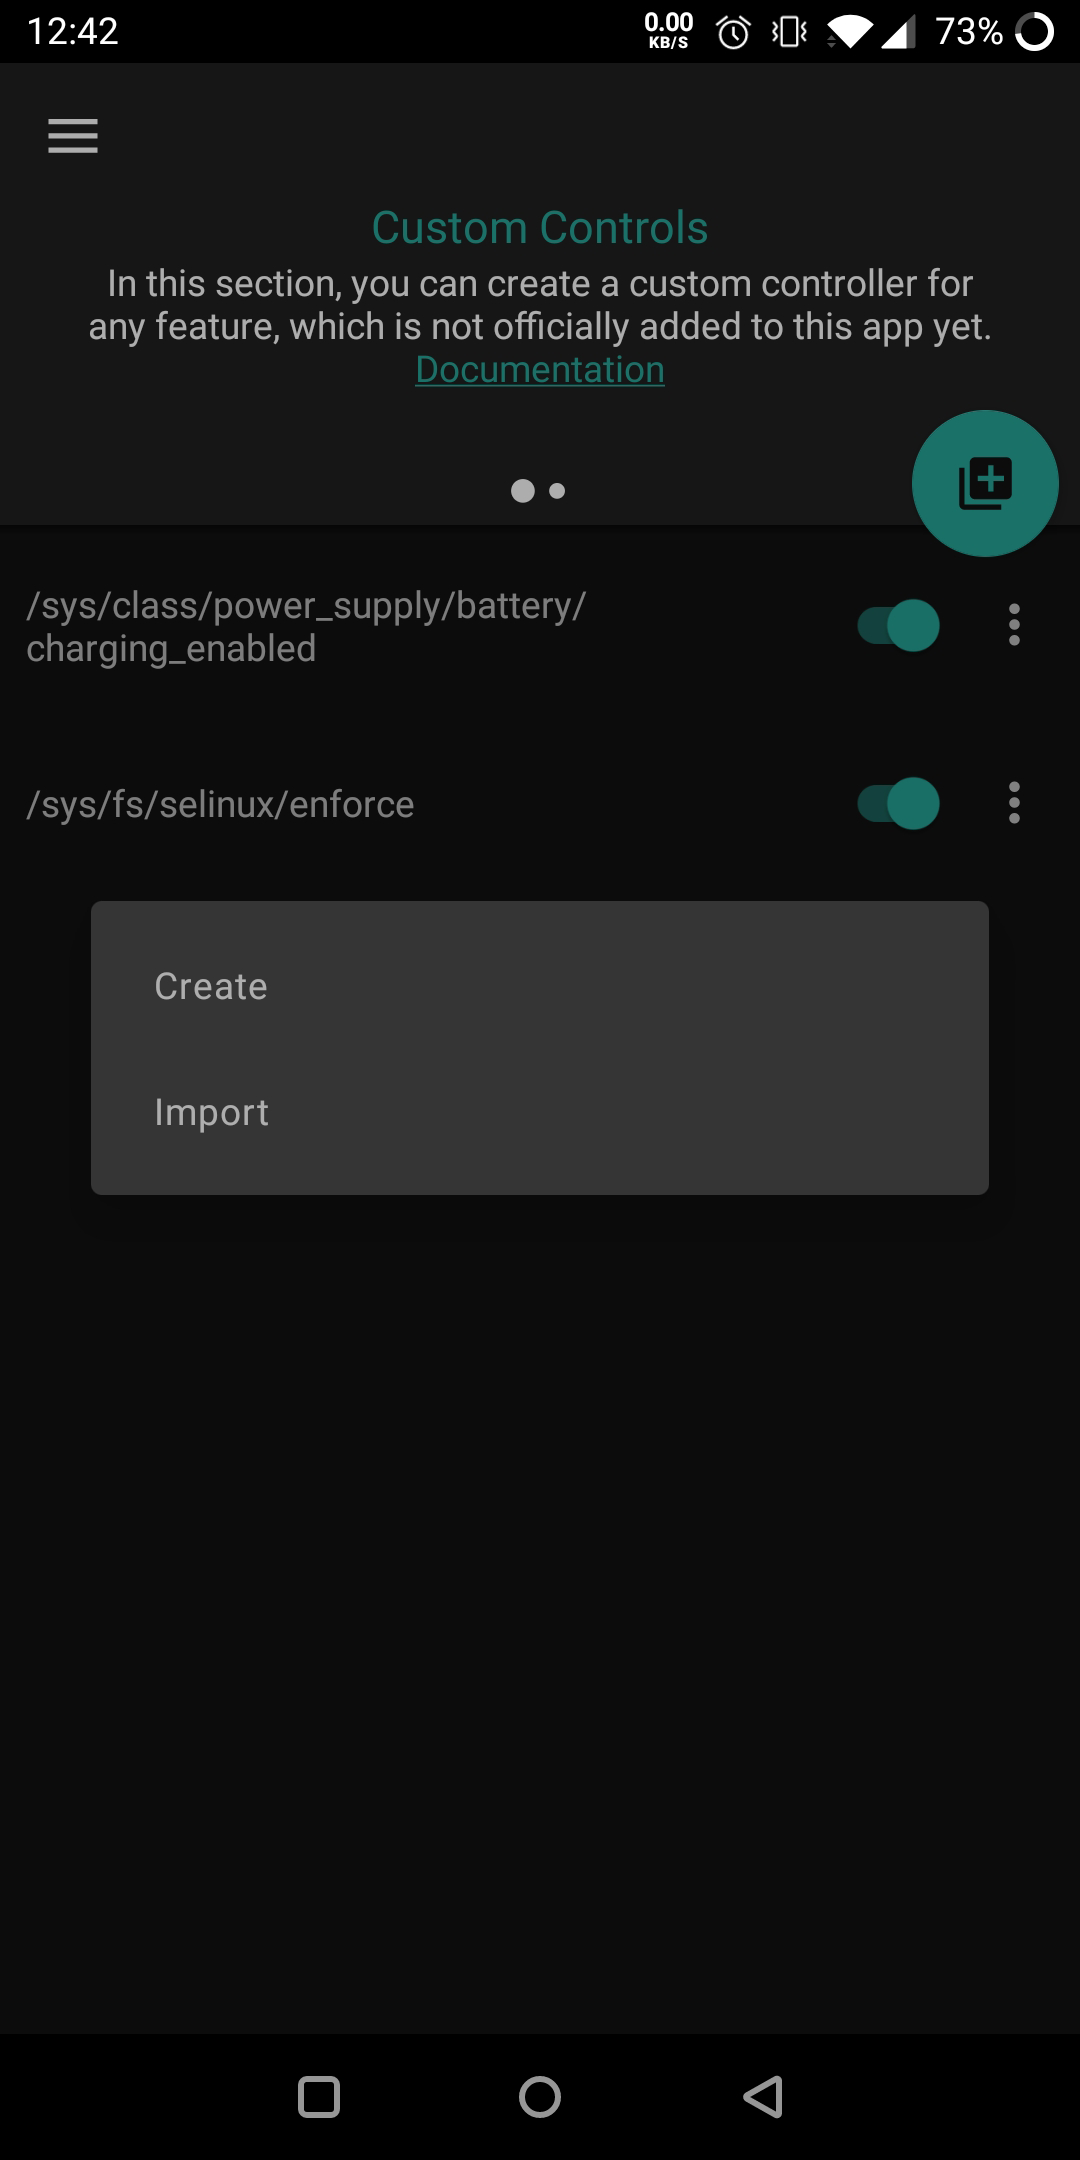 12:42
0.00
KB/S
73%
Custom Controls
In this section, you can create a custom controller for
any feature, which is not officially added to this app yet.
Documentation
/sys/class/power_supply/battery/
charging_enabled
/sys/fs/selinux/enforce
Create
Import